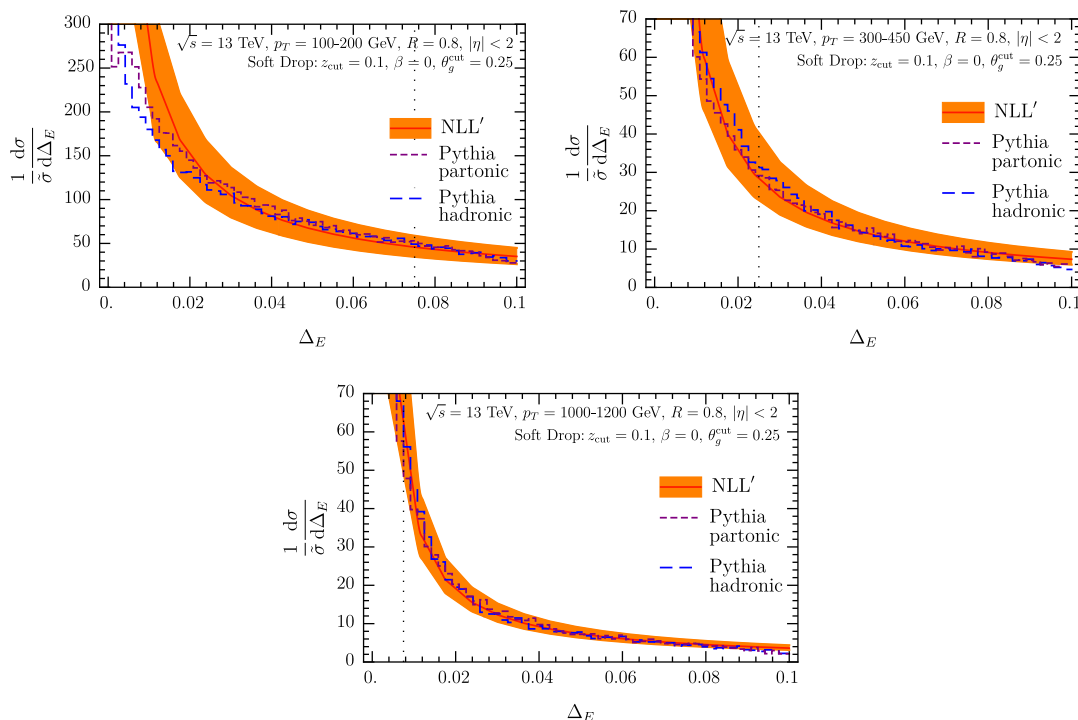 √s = 13 TeV, p_T = 100-200 GeV, R = 0.8, |η| < 2
Soft Drop: z_cut = 0.1, β = 0, θ_g^cut = 0.25
NLL′
Pythia
partonic
Pythia
hadronic
300
250
200
150
100
50
0
1/σ̃ dσ/dΔ_E
0.
0.02
0.04
0.06
0.08
0.1
Δ_E
√s = 13 TeV, p_T = 300-450 GeV, R = 0.8, |η| < 2
Soft Drop: z_cut = 0.1, β = 0, θ_g^cut = 0.25
NLL′
Pythia
partonic
Pythia
hadronic
70
60
50
40
30
20
10
0
1/σ̃ dσ/dΔ_E
0.
0.02
0.04
0.06
0.08
0.1
Δ_E
√s = 13 TeV, p_T = 1000-1200 GeV, R = 0.8, |η| < 2
Soft Drop: z_cut = 0.1, β = 0, θ_g^cut = 0.25
NLL′
Pythia
partonic
Pythia
hadronic
70
60
50
40
30
20
10
0
1/σ̃ dσ/dΔ_E
0.
0.02
0.04
0.06
0.08
0.1
Δ_E